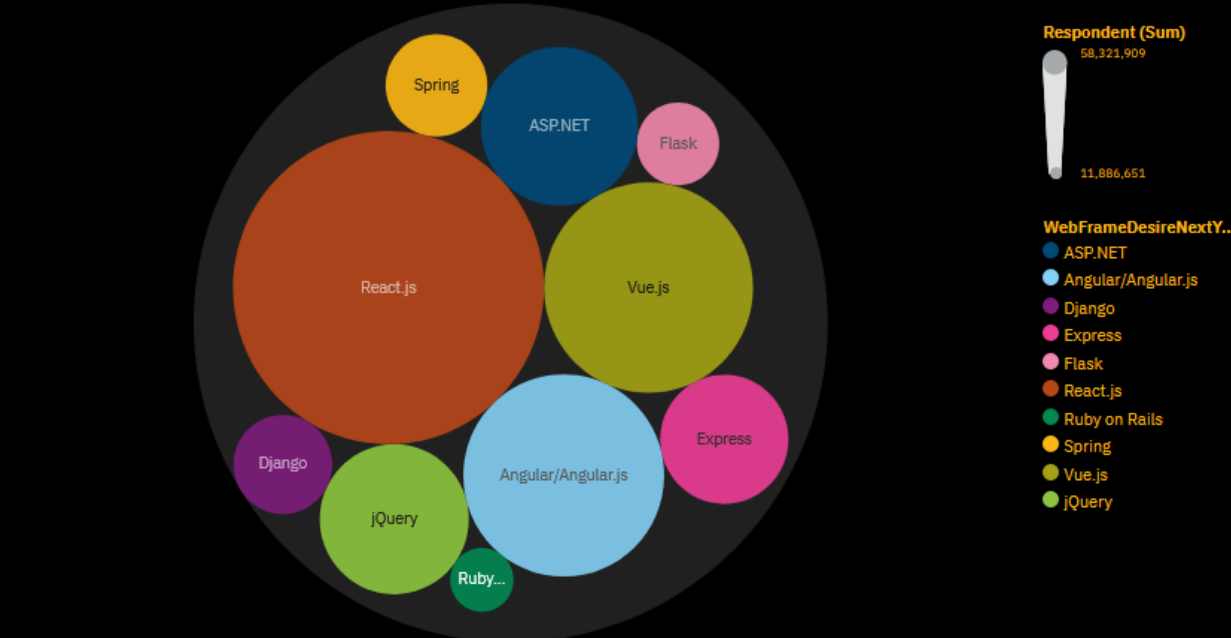 Spring
ASP.NET
Flask
React.js
Vue.js
Express
Django
Angular/Angular.js
jQuery
Ruby...
Respondent (Sum)
58,321,909
11,886,651
WebFrameDesireNextY...
ASP.NET
Angular/Angular.js
Django
Express
Flask
React.js
Ruby on Rails
Spring
Vue.js
jQuery